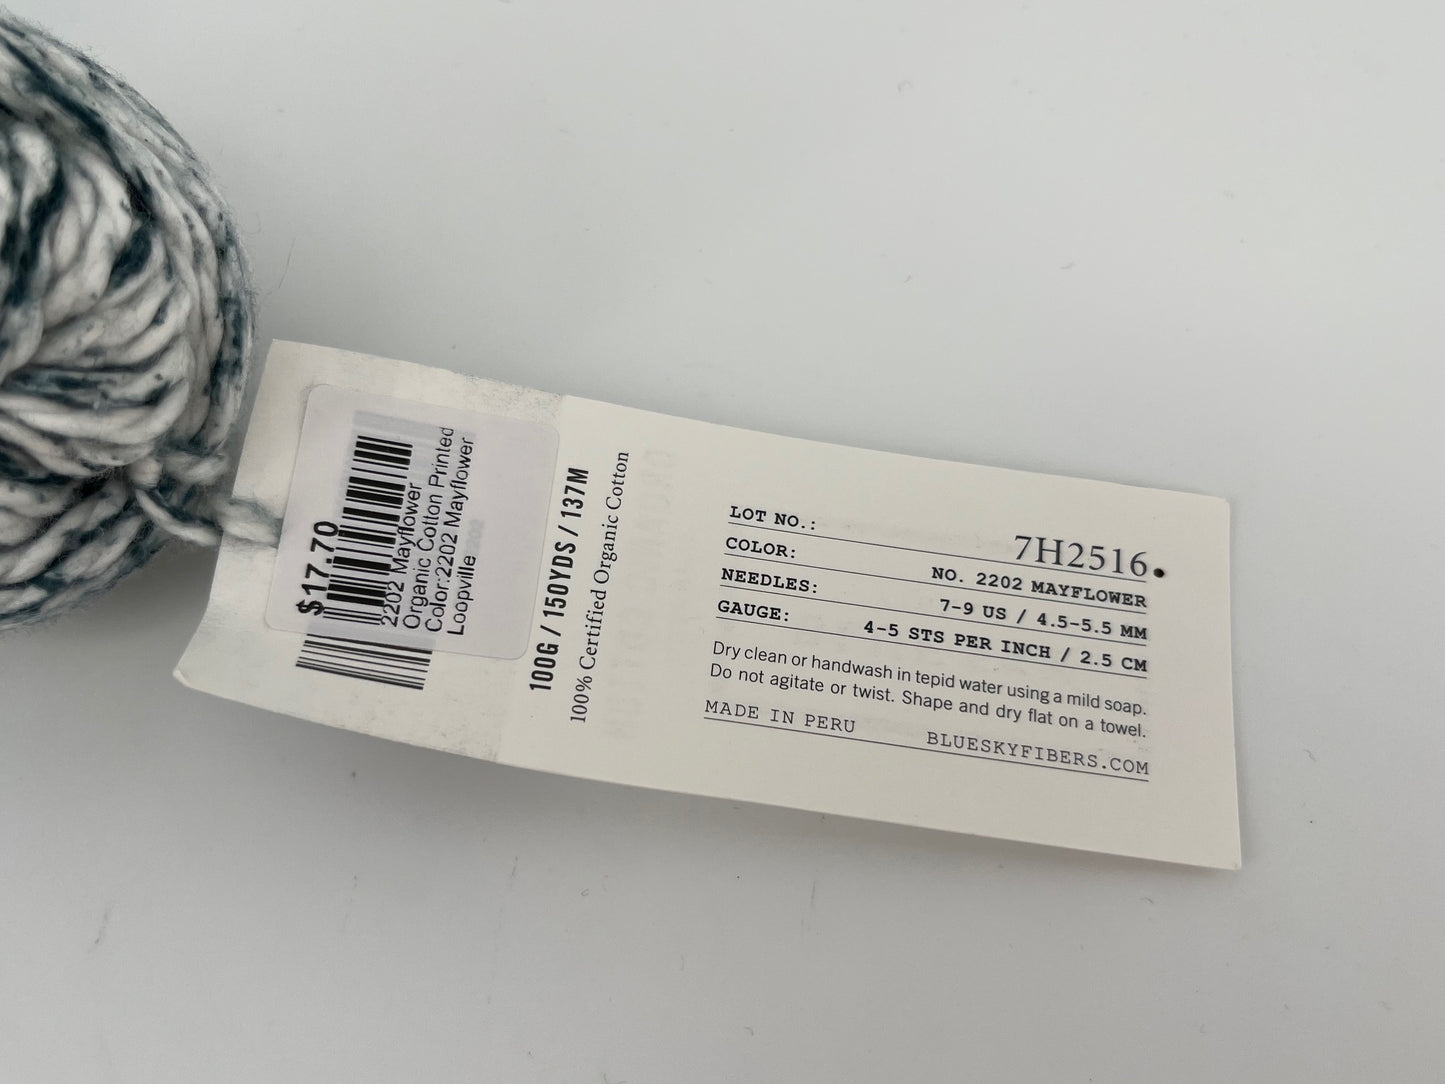 $17.70
2202 Mayflower
Organic Cotton Printed
Color:2202 Mayflower
Loopville
100G / 150YDS / 137M
100% Certified Organic Cotton
LOT NO.: 7H2516
COLOR: NO. 2202 MAYFLOWER
NEEDLES: 7-9 US / 4.5-5.5 MM
GAUGE: 4-5 STS PER INCH / 2.5 CM
Dry clean or handwash in tepid water using a mild soap.
Do not agitate or twist. Shape and dry flat on a towel.
MADE IN PERU BLUESKYFIBERS.COM